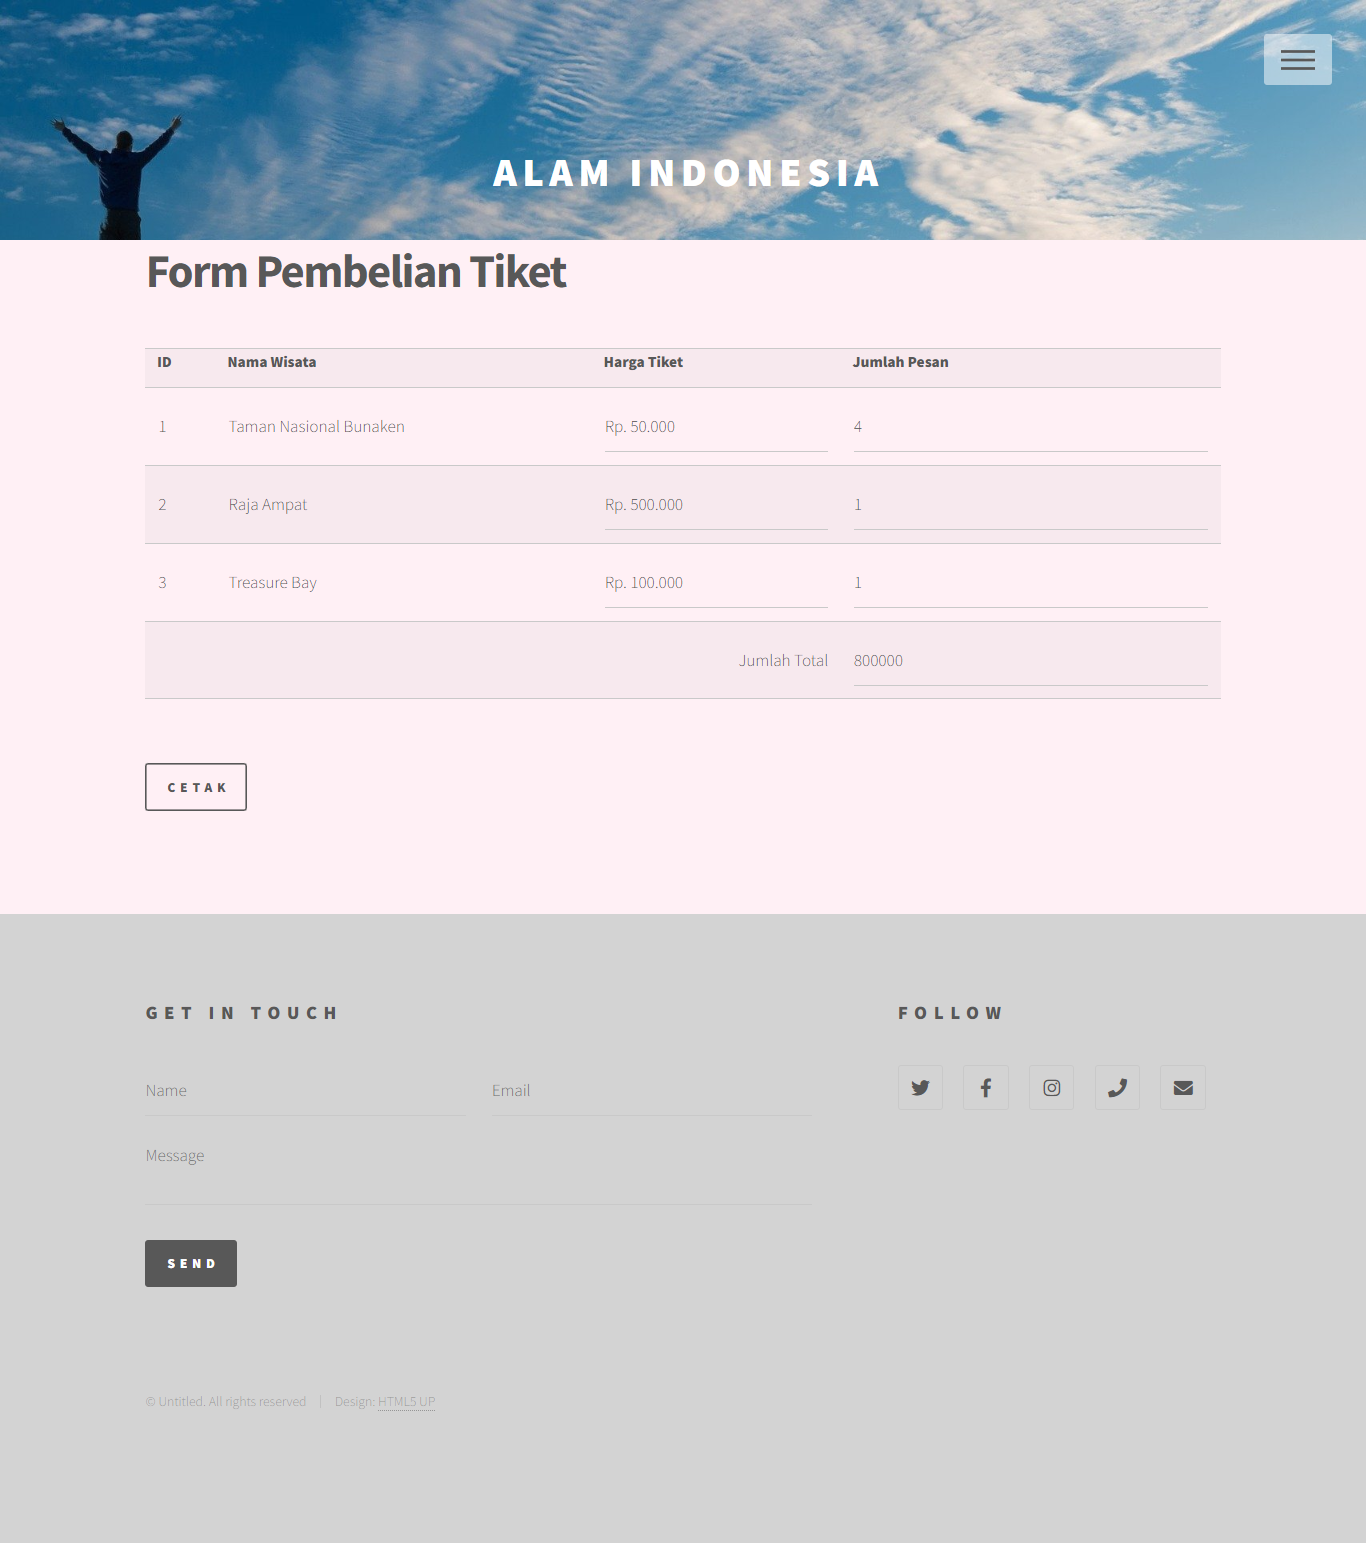 ALAM INDONESIA
Form Pembelian Tiket
ID Nama Wisata Harga Tiket Jumlah Pesan
1 Taman Nasional Bunaken Rp. 50.000 4
2 Raja Ampat Rp. 500.000 1
3 Treasure Bay Rp. 100.000 1
Jumlah Total 800000
CETAK
GET IN TOUCH
Name Email
Message
SEND
FOLLOW
© Untitled. All rights reserved | Design: HTML5 UP